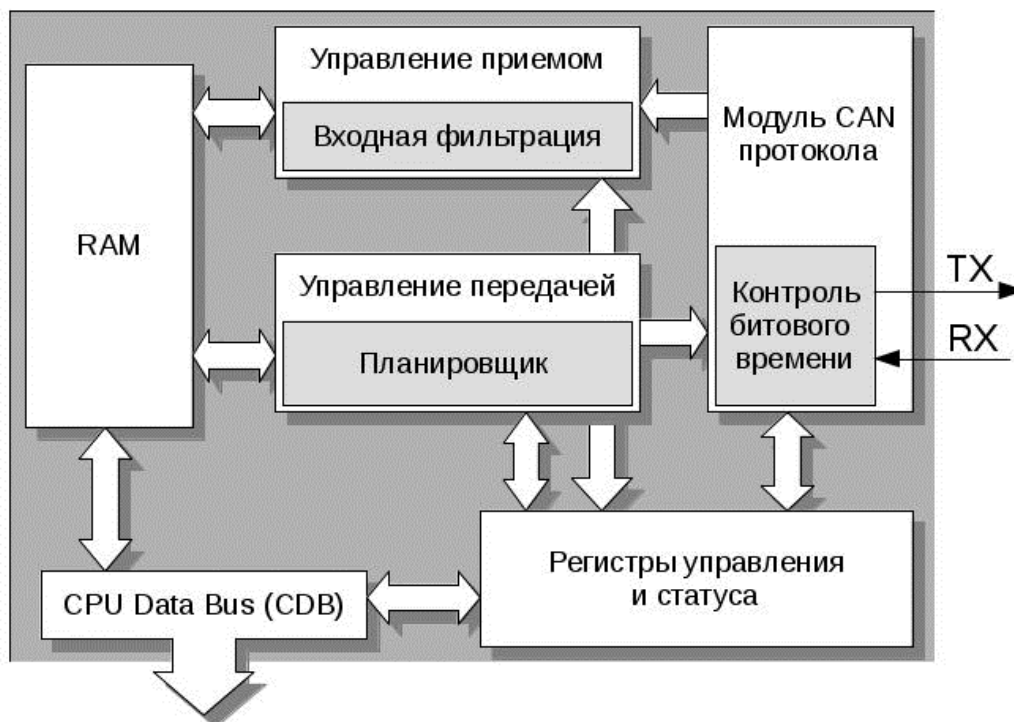 Управление приемом
Входная фильтрация
Модуль CAN
протокола
RAM
Управление передачей
Планировщик
Контроль
битового
времени
TX
RX
Регистры управления
и статуса
CPU Data Bus (CDB)